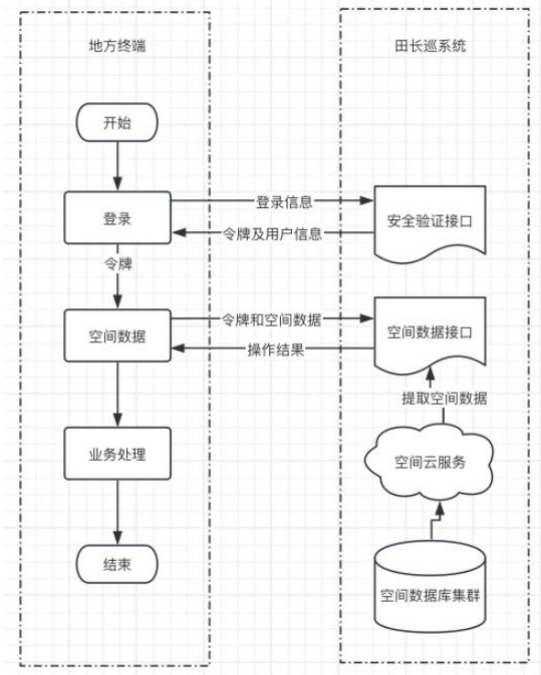 地方终端
田长巡系统
开始
登录信息
登录
安全验证接口
令牌及用户信息
令牌
令牌和空间数据
空间数据
空间数据接口
操作结果
提取空间数据
业务处理
空间云服务
结束
空间数据库集群